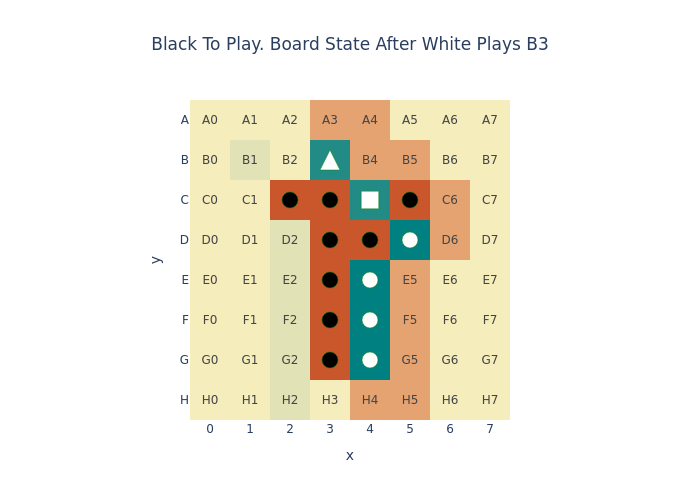 Black To Play. Board State After White Plays B3
A A0 A1 A2 A3 A4 A5 A6 A7
B B0 B1 B2 B4 B5 B6 B7
C C0 C1 C6 C7
D D0 D1 D2 D6 D7
E E0 E1 E2 E5 E6 E7
F F0 F1 F2 F5 F6 F7
G G0 G1 G2 G5 G6 G7
H H0 H1 H2 H3 H4 H5 H6 H7
0 1 2 3 4 5 6 7
x
y